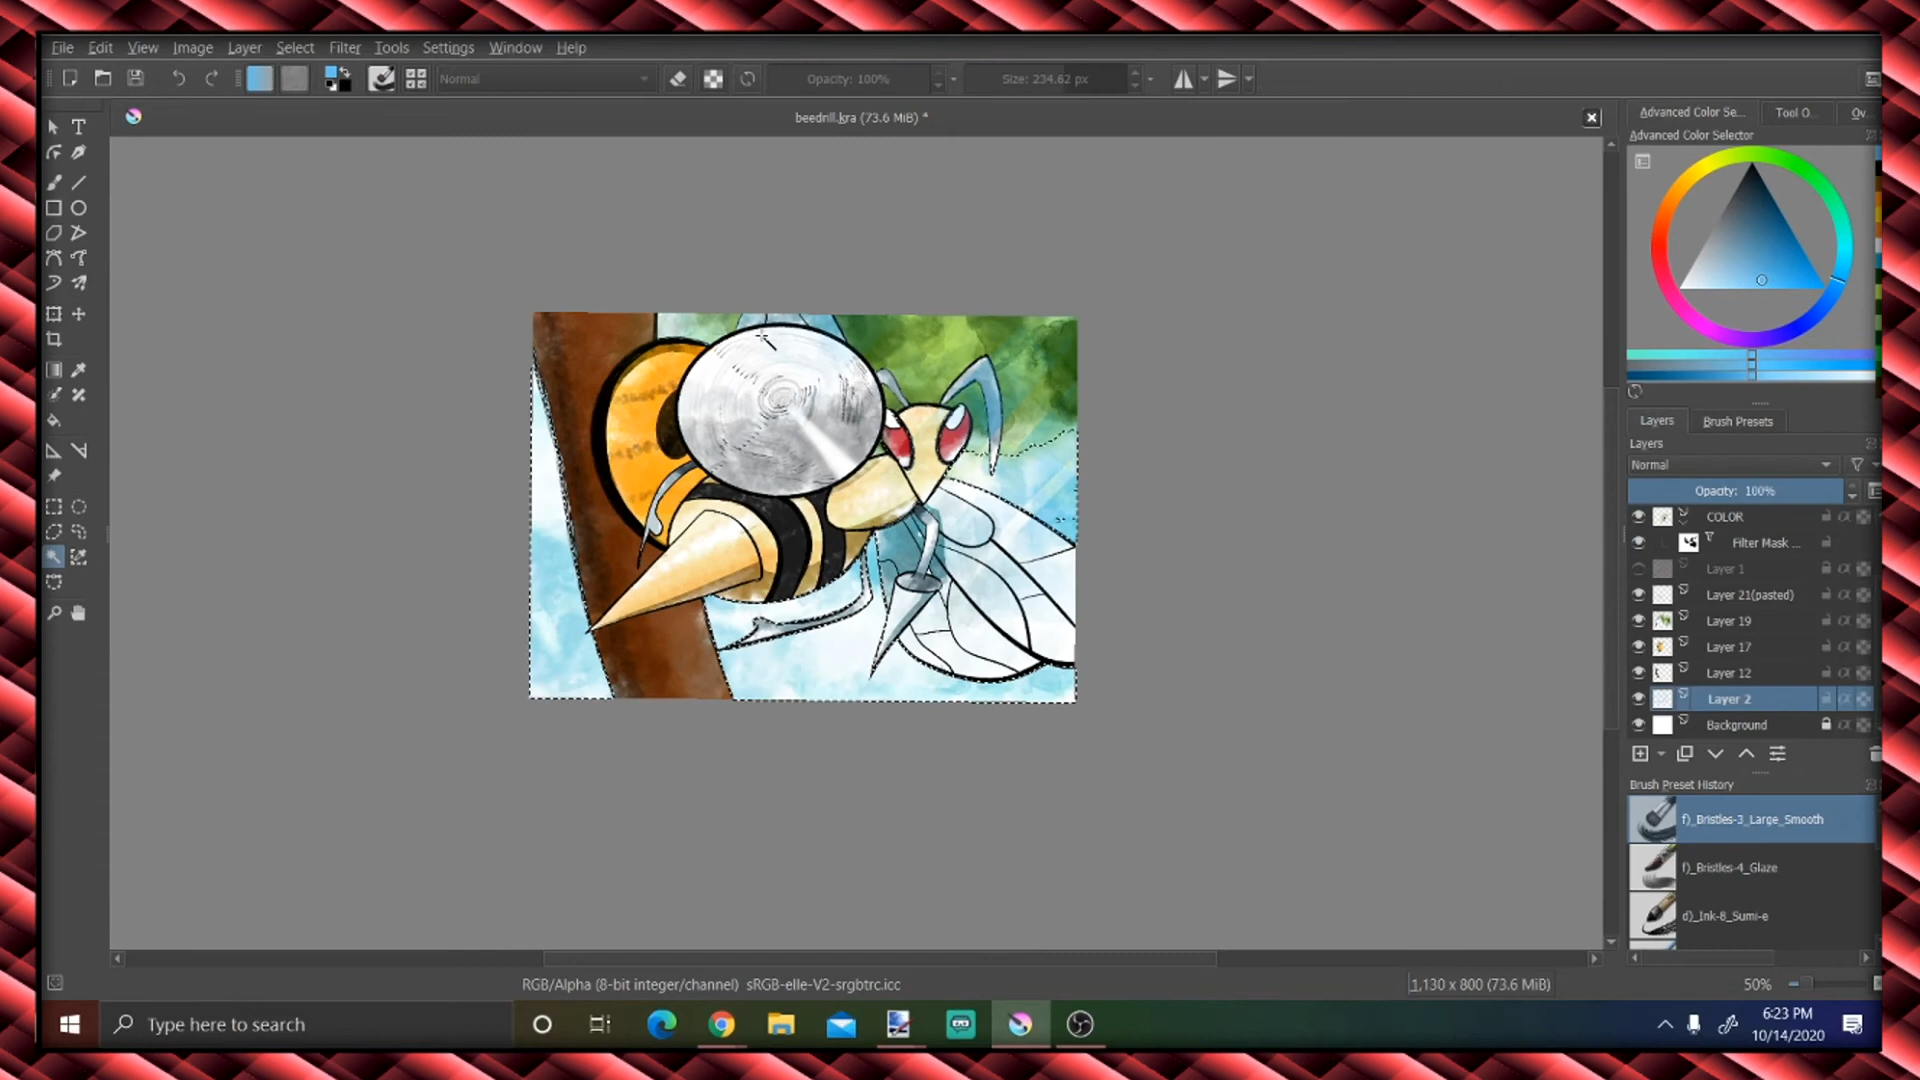 File Edit View Image Layer Select Filter Tools Settings Window Help
Normal Opacity: 100% Size: 234.62 px
beedrill.kra (73.6 MiB) *
Advanced Color Se... Tool O... Ov...
Advanced Color Selector
Layers Brush Presets
Layers
Normal
Opacity: 100%
COLOR
Filter Mask ...
Layer 1
Layer 21(pasted)
Layer 19
Layer 17
Layer 12
Layer 2
Background
Brush Preset History
f)_Bristles-3_Large_Smooth
f)_Bristles-4_Glaze
d)_Ink-8_Sumi-e
RGB/Alpha (8-bit integer/channel) sRGB-elle-V2-srgbtrc.icc
1,130 x 800 (73.6 MiB)
50%
Type here to search
6:23 PM
10/14/2020